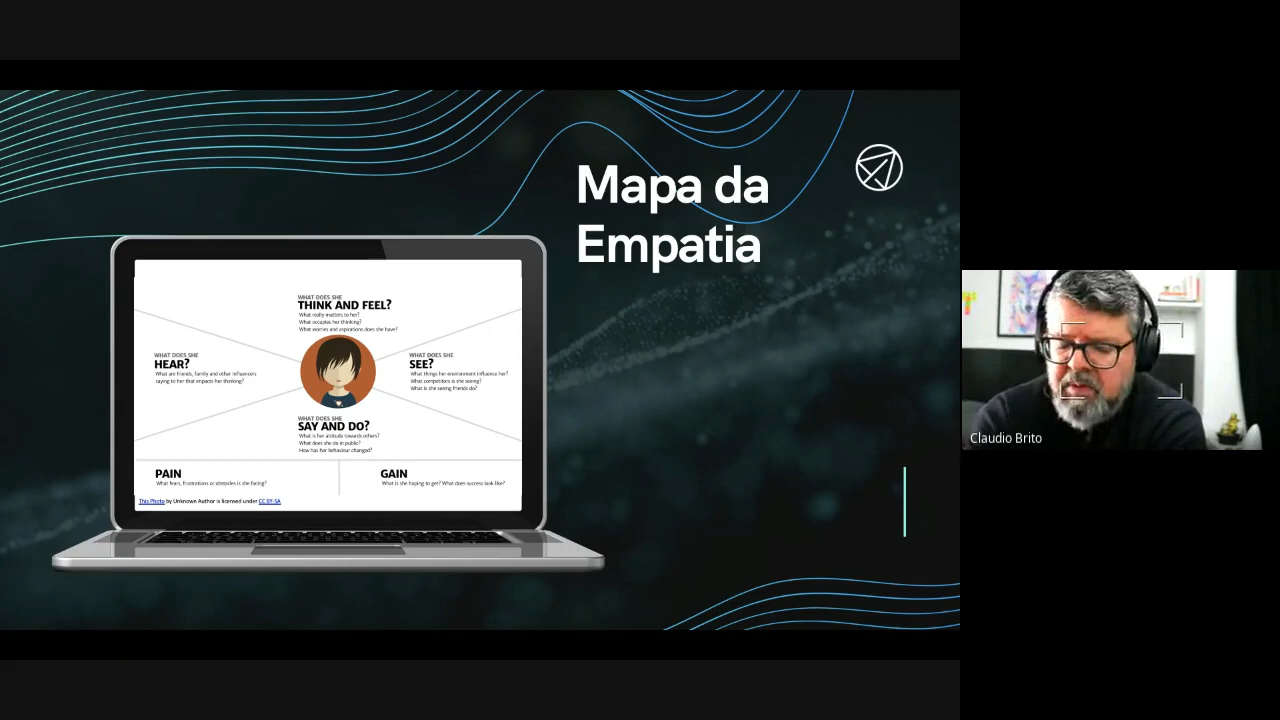 Mapa da
Empatia
WHAT DOES SHE
THINK AND FEEL?
What really matters to her?
What occupies her thinking?
What worries and aspirations does she have?
WHAT DOES SHE
HEAR?
What are friends, family and other influencers
saying to her that impacts her thinking?
WHAT DOES SHE
SEE?
What things her environment influence her?
What competitors is she seeing?
What is she seeing friends do?
WHAT DOES SHE
SAY AND DO?
What is her attitude towards others?
What does she do in public?
How has her behaviour changed?
PAIN
What fears, frustrations or obstacles is she facing?
GAIN
What is she hoping to get? What does success look like?
This Photo by Unknown Author is licensed under CC BY-SA
Claudio Brito